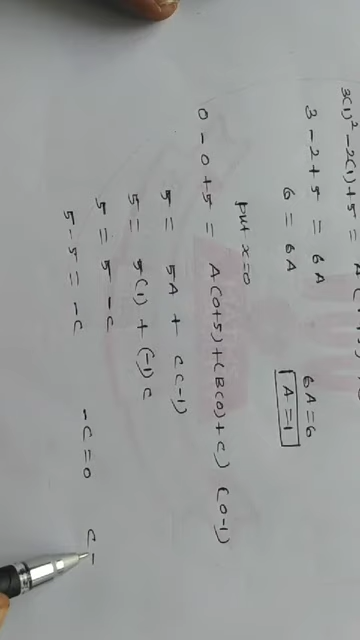 3(1)² - 2(1) + 5 = A
3 - 2 + 5 = 6A
6 = 6A
6A = 6
A = 1
put x = 0
0 - 0 + 5 = A(0+5) + (B(0) + C) (0-1)
5 = 5A + C(-1)
5 = 5(1) + (-1)C
5 = 5 - C
5 - 5 = -C
-C = 0
C -